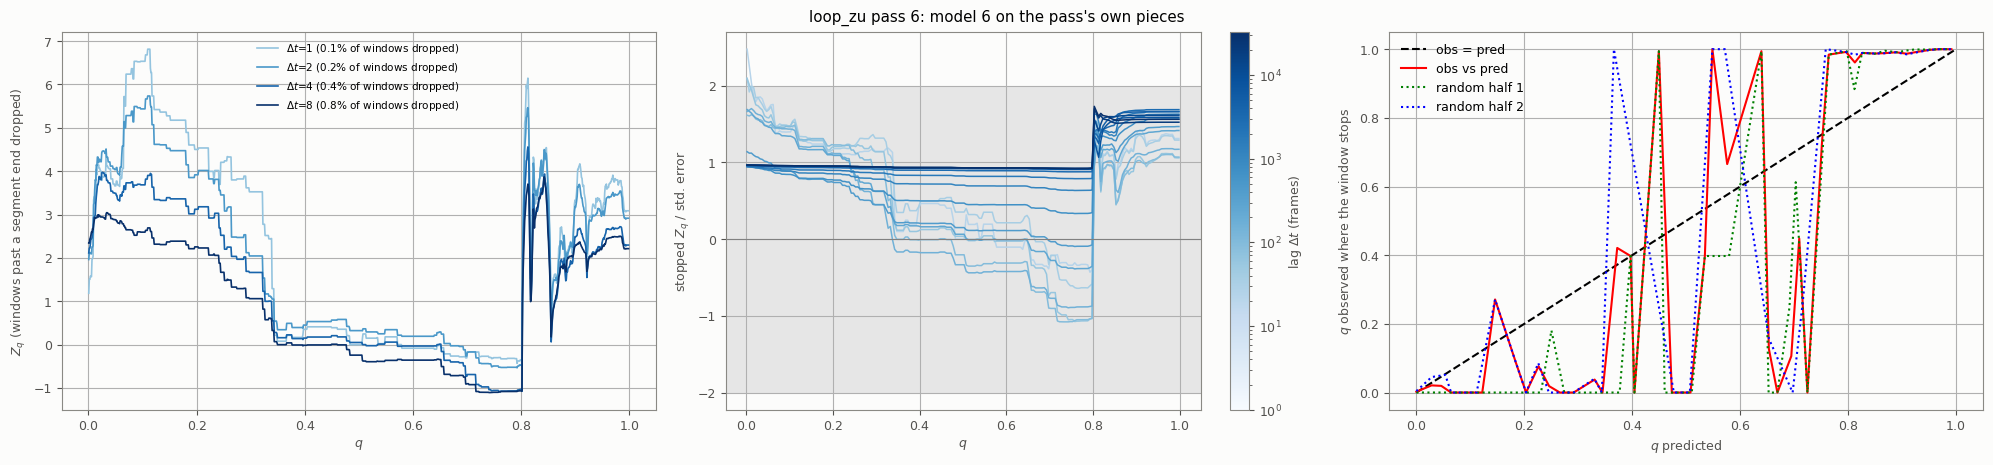 loop_zu pass 6: model 6 on the pass's own pieces
Z_q (windows past a segment end dropped)
7
6
5
4
3
2
1
0
−1
Δt=1 (0.1% of windows dropped)
Δt=2 (0.2% of windows dropped)
Δt=4 (0.4% of windows dropped)
Δt=8 (0.8% of windows dropped)
0.0 0.2 0.4 0.6 0.8 1.0
q
stopped Z_q / std. error
2
1
0
−1
−2
0.0 0.2 0.4 0.6 0.8 1.0
q
10^4
10^3
10^2
10^1
10^0
lag Δt (frames)
q observed where the window stops
1.0
0.8
0.6
0.4
0.2
0.0
obs = pred
obs vs pred
random half 1
random half 2
0.0 0.2 0.4 0.6 0.8 1.0
q predicted